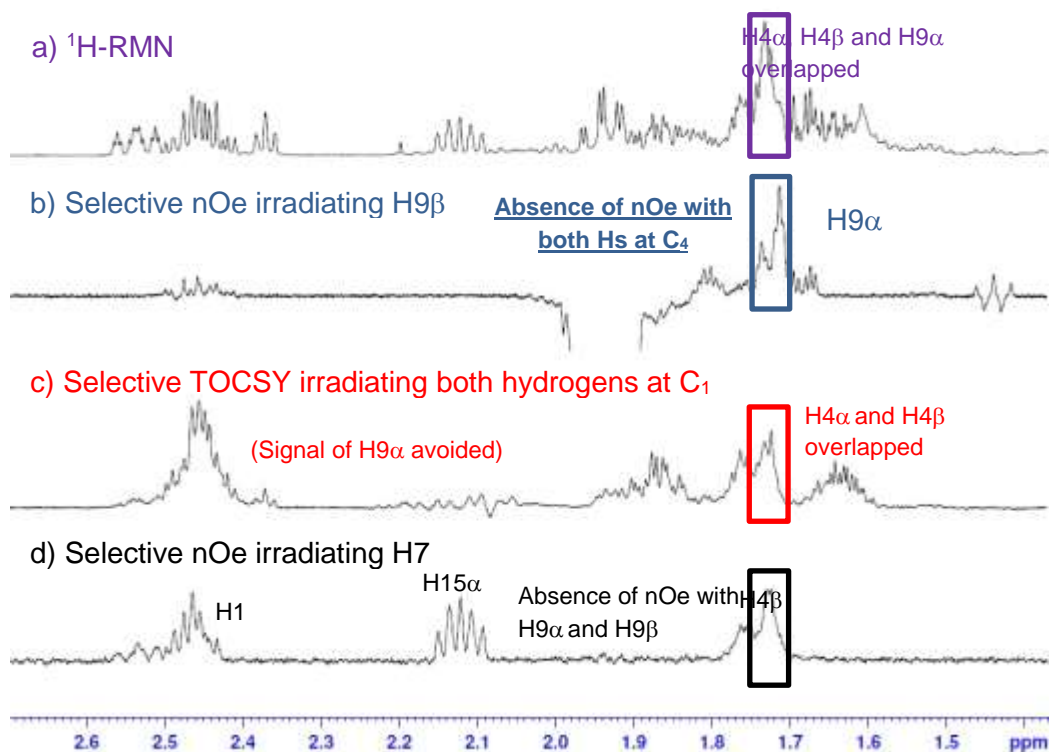 a) ¹H-RMN
H4α, H4β and H9α
overlapped
b) Selective nOe irradiating H9β
Absence of nOe with
both Hs at C₄
H9α
c) Selective TOCSY irradiating both hydrogens at C₁
(Signal of H9α avoided)
H4α and H4β
overlapped
d) Selective nOe irradiating H7
H1
H15α
Absence of nOe with
H9α and H9β
H4β
2.6 2.5 2.4 2.3 2.2 2.1 2.0 1.9 1.8 1.7 1.6 1.5 ppm